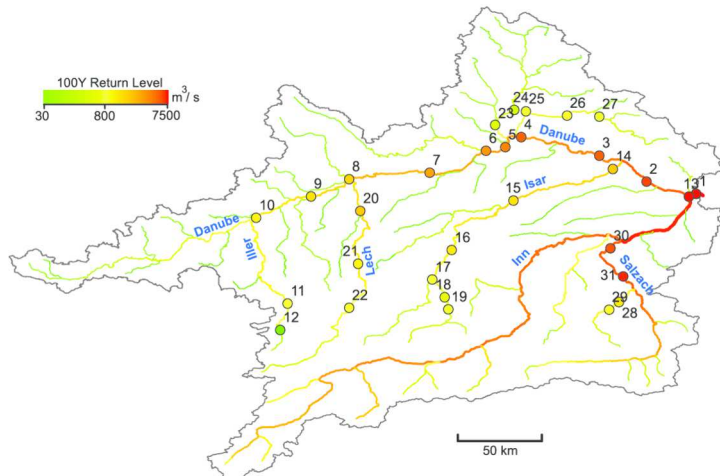 100Y Return Level
m³/s
30 800 7500
24 25
26
27
23
4
Danube
6
5
3
14
8
7
2
Isar
13 1
9
20
15
10
Danube
30
Iller
16
Inn
21
Lech
Salzach
17
31
11
18
22
19
29
28
12
50 km